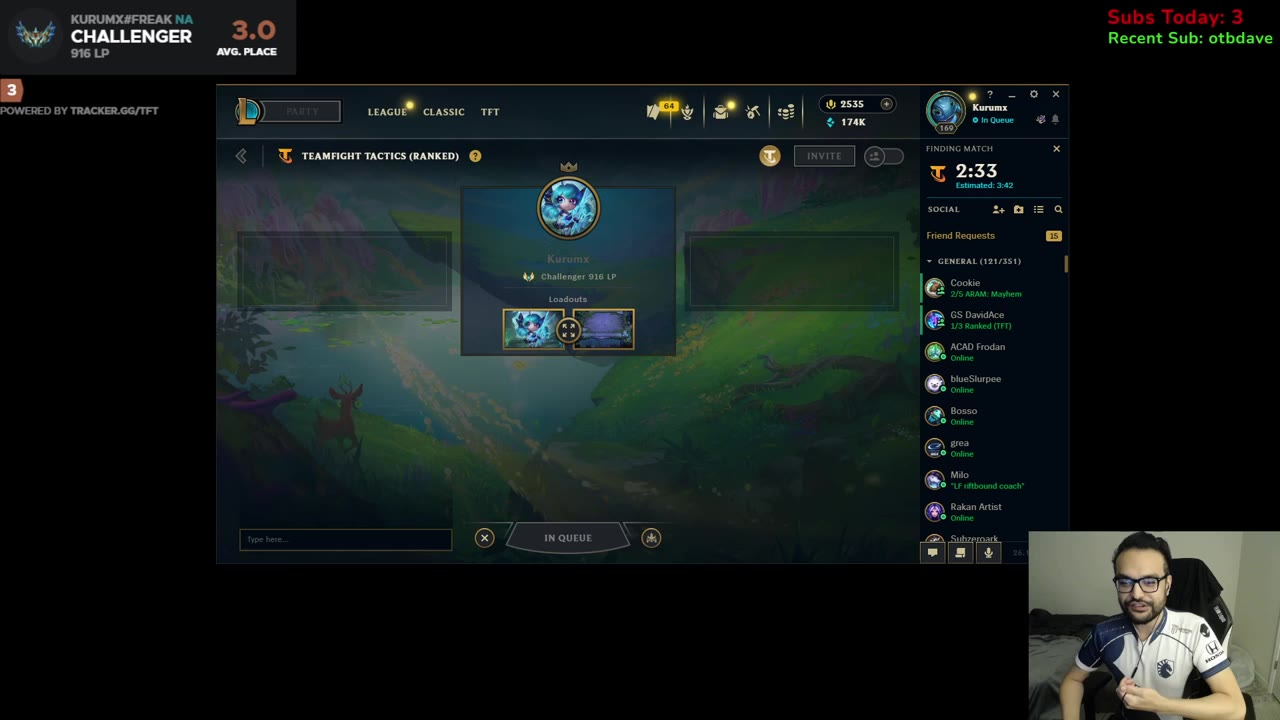 KURUMX#FREAK NA
CHALLENGER
916 LP
3.0
AVG. PLACE
3
POWERED BY TRACKER.GG/TFT
Subs Today: 3
Recent Sub: otbdave
PARTY
LEAGUE
CLASSIC
TFT
64
2535
174K
169
Kurumx
In Queue
TEAMFIGHT TACTICS (RANKED)
INVITE
FINDING MATCH
2:33
Estimated: 3:42
SOCIAL
Friend Requests
15
GENERAL (121/351)
Cookie
2/5 ARAM: Mayhem
GS DavidAce
1/3 Ranked (TFT)
ACAD Frodan
Online
blueSlurpee
Online
Bosso
Online
grea
Online
Milo
"LF riftbound coach"
Rakan Artist
Online
Subzeroark
Kurumx
Challenger 916 LP
Loadouts
Type here...
IN QUEUE
HONDA